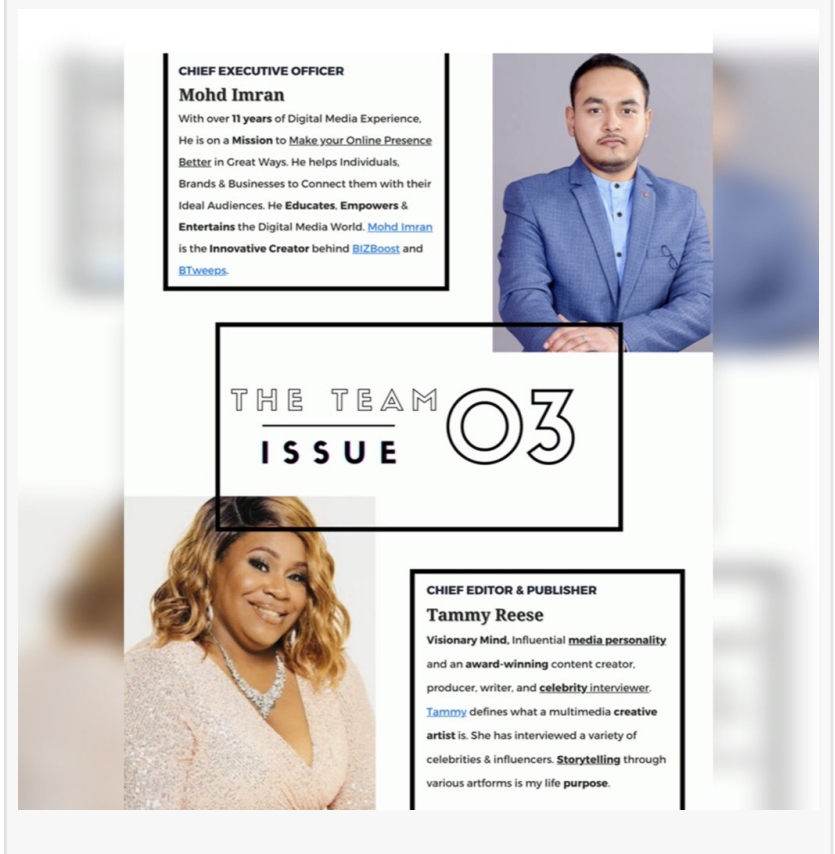 CHIEF EXECUTIVE OFFICER
Mohd Imran
With over 11 years of Digital Media Experience,
He is on a Mission to Make your Online Presence
Better in Great Ways. He helps Individuals,
Brands & Businesses to Connect them with their
Ideal Audiences. He Educates, Empowers &
Entertains the Digital Media World. Mohd Imran
is the Innovative Creator behind BIZBoost and
BTweeps.
THE TEAM
ISSUE
03
CHIEF EDITOR & PUBLISHER
Tammy Reese
Visionary Mind, Influential media personality
and an award-winning content creator,
producer, writer, and celebrity interviewer.
Tammy defines what a multimedia creative
artist is. She has interviewed a variety of
celebrities & influencers. Storytelling through
various artforms is my life purpose.